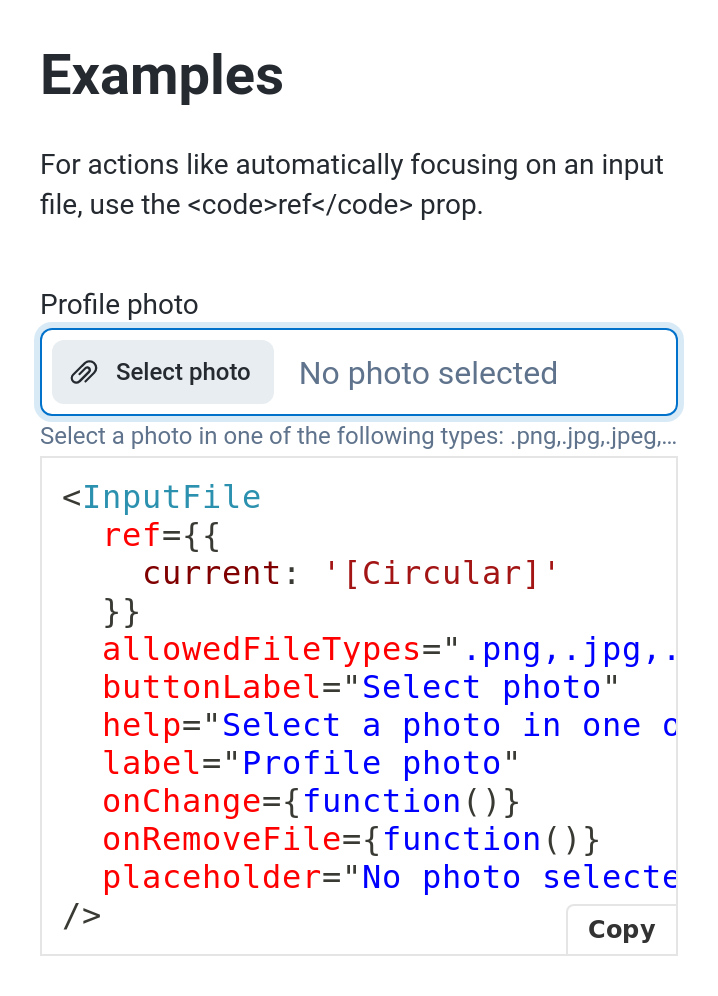 Examples
For actions like automatically focusing on an input
file, use the <code>ref</code> prop.
Profile photo
Select photo No photo selected
Select a photo in one of the following types: .png,.jpg,.jpeg,…
<InputFile
  ref={{
    current: '[Circular]'
  }}
  allowedFileTypes=".png,.jpg,.
  buttonLabel="Select photo"
  help="Select a photo in one o
  label="Profile photo"
  onChange={function()}
  onRemoveFile={function()}
  placeholder="No photo selecte
/>
Copy